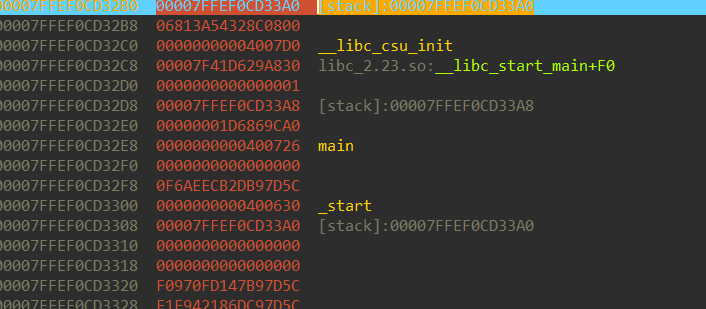 00007FFEF0CD32B0 00007FFEF0CD33A0 [stack]:00007FFEF0CD33A0
00007FFEF0CD32B8 06813A54328C0800
00007FFEF0CD32C0 00000000004007D0 __libc_csu_init
00007FFEF0CD32C8 00007F41D629A830 libc_2.23.so:__libc_start_main+F0
00007FFEF0CD32D0 0000000000000001
00007FFEF0CD32D8 00007FFEF0CD33A8 [stack]:00007FFEF0CD33A8
00007FFEF0CD32E0 00000001D6869CA0
00007FFEF0CD32E8 0000000000400726 main
00007FFEF0CD32F0 0000000000000000
00007FFEF0CD32F8 0F6AEECB2DB97D5C
00007FFEF0CD3300 0000000000400630 _start
00007FFEF0CD3308 00007FFEF0CD33A0 [stack]:00007FFEF0CD33A0
00007FFEF0CD3310 0000000000000000
00007FFEF0CD3318 0000000000000000
00007FFEF0CD3320 F0970FD147B97D5C
00007FFEF0CD3328 F1F942186DC97D5C